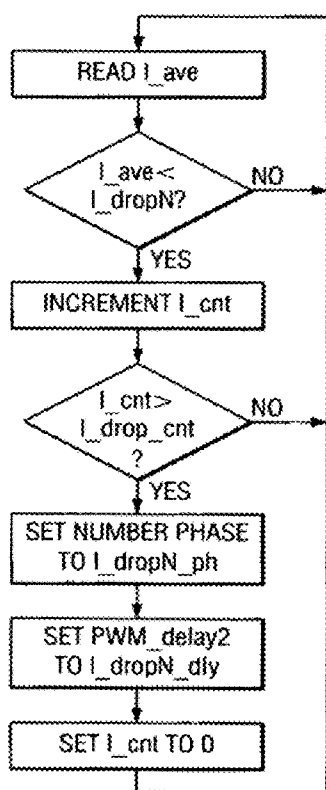 READ I_ave
I_ave<
I_dropN?
NO
YES
INCREMENT I_cnt
I_cnt>
I_drop_cnt
?
NO
YES
SET NUMBER PHASE
TO I_dropN_ph
SET PWM_delay2
TO I_dropN_dly
SET I_cnt TO 0